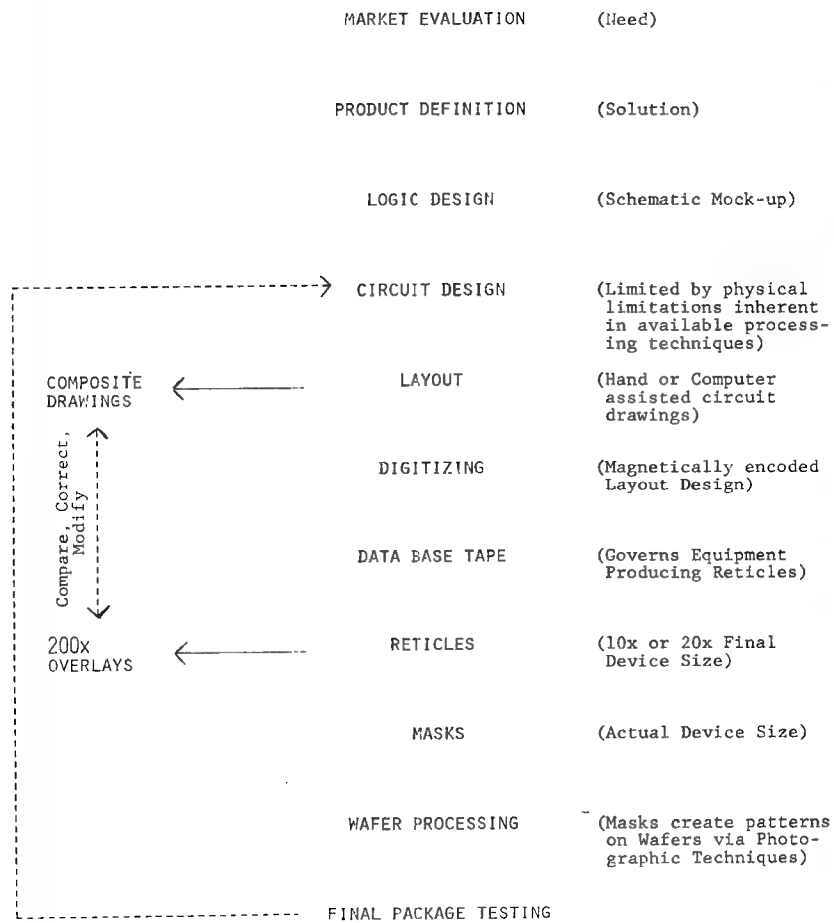 MARKET EVALUATION (Need)
PRODUCT DEFINITION (Solution)
LOGIC DESIGN (Schematic Mock-up)
CIRCUIT DESIGN (Limited by physical
limitations inherent
in available process-
ing techniques)
COMPOSITE
DRAWINGS
LAYOUT (Hand or Computer
assisted circuit
drawings)
Compare, Correct,
Modify
DIGITIZING (Magnetically encoded
Layout Design)
DATA BASE TAPE (Governs Equipment
Producing Reticles)
200x
OVERLAYS
RETICLES (10x or 20x Final
Device Size)
MASKS (Actual Device Size)
WAFER PROCESSING (Masks create patterns
on Wafers via Photo-
graphic Techniques)
FINAL PACKAGE TESTING